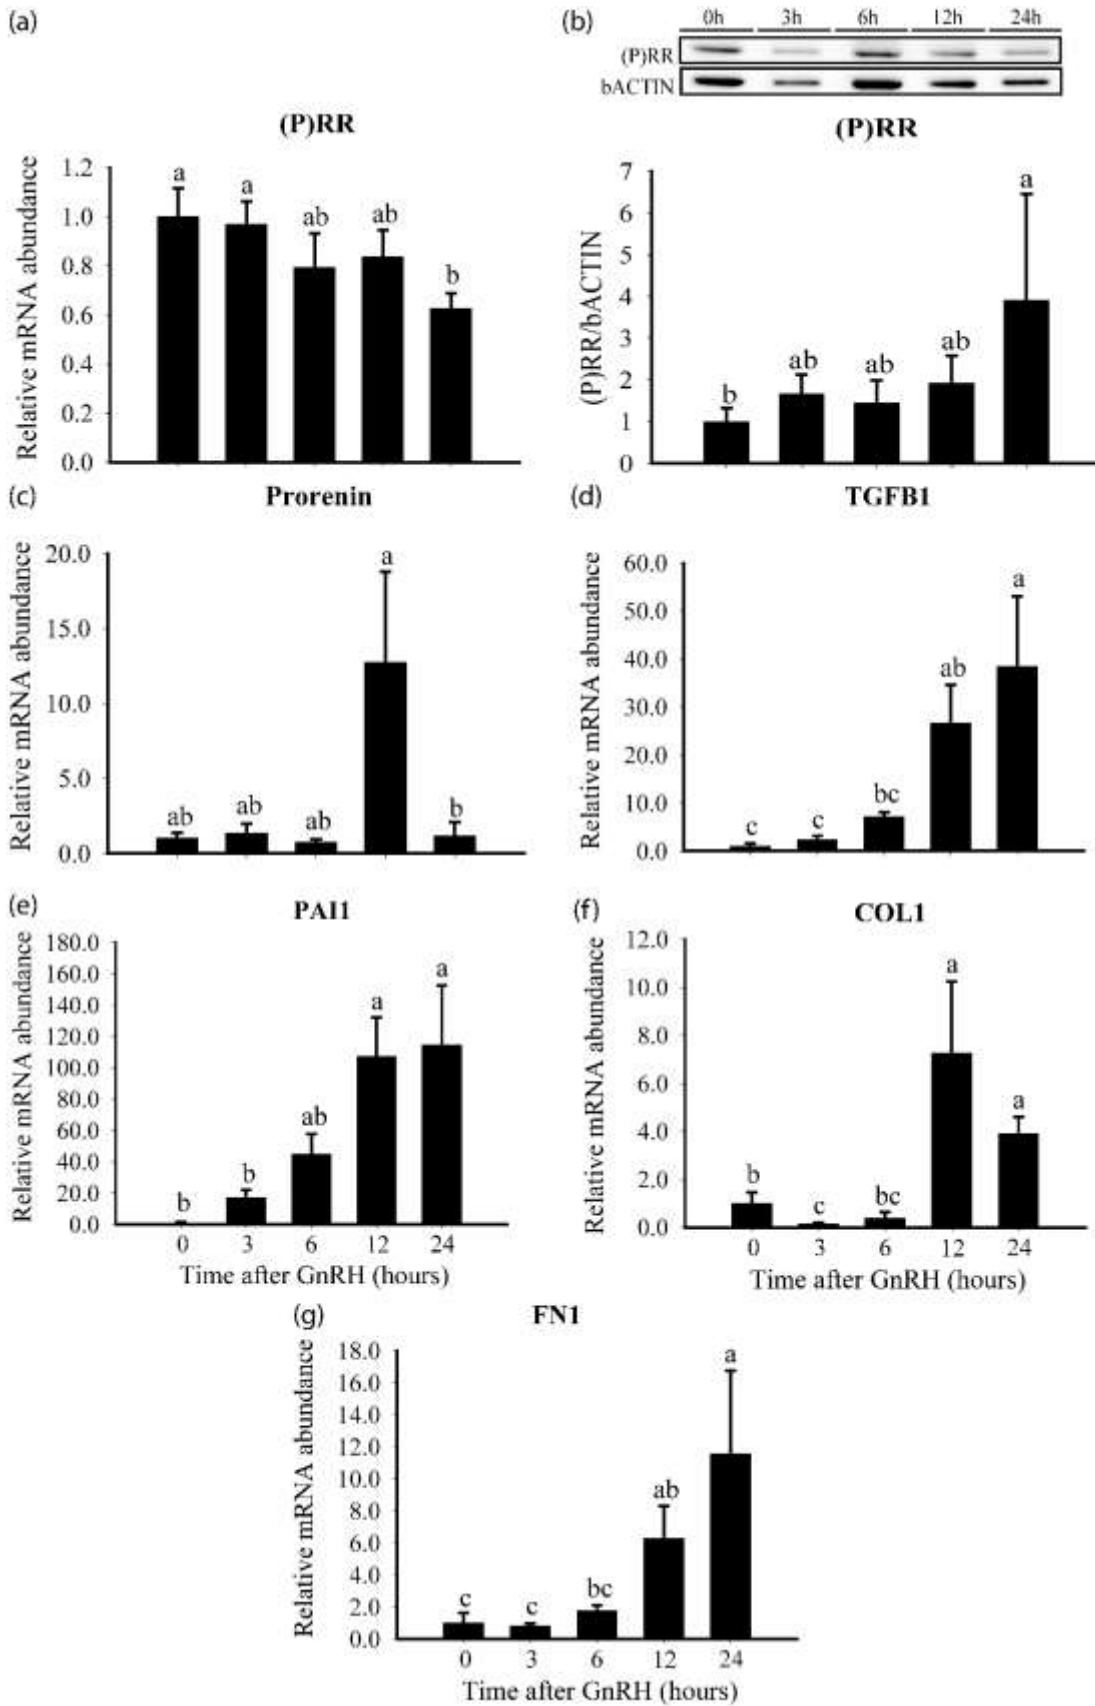 (a)
(b)
0h 3h 6h 12h 24h
(P)RR
bACTIN
(P)RR
Relative mRNA abundance
1.2
1.0
0.8
0.6
0.4
0.2
0.0
a a ab ab b
(P)RR
(P)RR/bACTIN
7
6
5
4
3
2
1
0
b ab ab ab a
(c)
Prorenin
Relative mRNA abundance
20.0
15.0
10.0
5.0
0.0
ab ab ab a b
(d)
TGFB1
Relative mRNA abundance
60.0
50.0
40.0
30.0
20.0
10.0
0.0
c c bc ab a
(e)
PAI1
Relative mRNA abundance
180.0
160.0
140.0
120.0
100.0
80.0
60.0
40.0
20.0
0.0
b b ab a a
0 3 6 12 24
Time after GnRH (hours)
(f)
COL1
Relative mRNA abundance
12.0
10.0
8.0
6.0
4.0
2.0
0.0
b c bc a a
0 3 6 12 24
Time after GnRH (hours)
(g)
FN1
Relative mRNA abundance
18.0
16.0
14.0
12.0
10.0
8.0
6.0
4.0
2.0
0.0
c c bc ab a
0 3 6 12 24
Time after GnRH (hours)